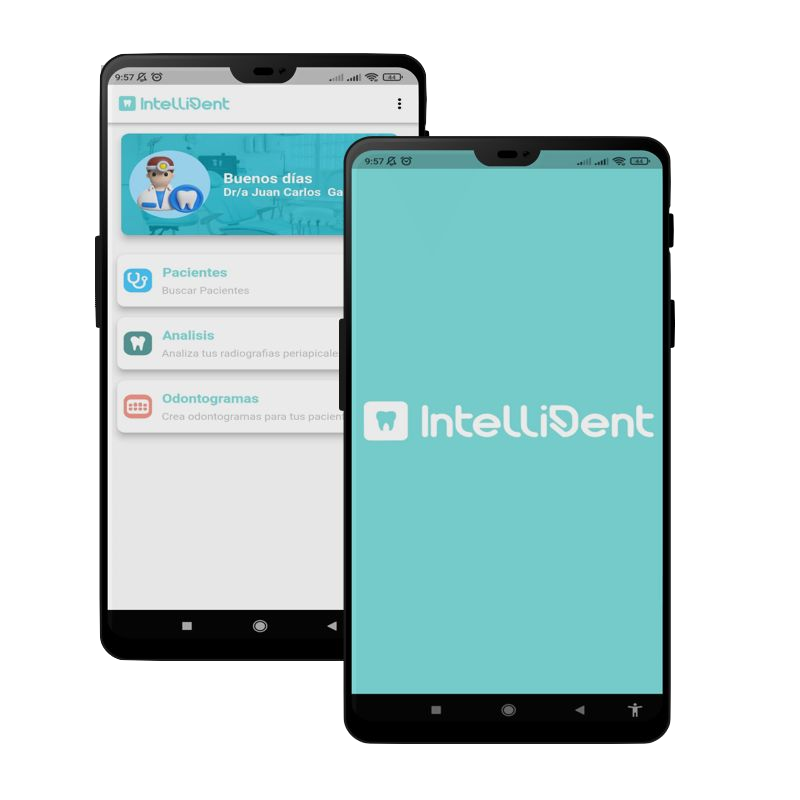 9:57
44
IntelliDent
Buenos días
Dr/a Juan Carlos Ga
Pacientes
Buscar Pacientes
Analisis
Analiza tus radiografias periapicale
Odontogramas
Crea odontogramas para tus pacien
9:57
44
IntelliDent